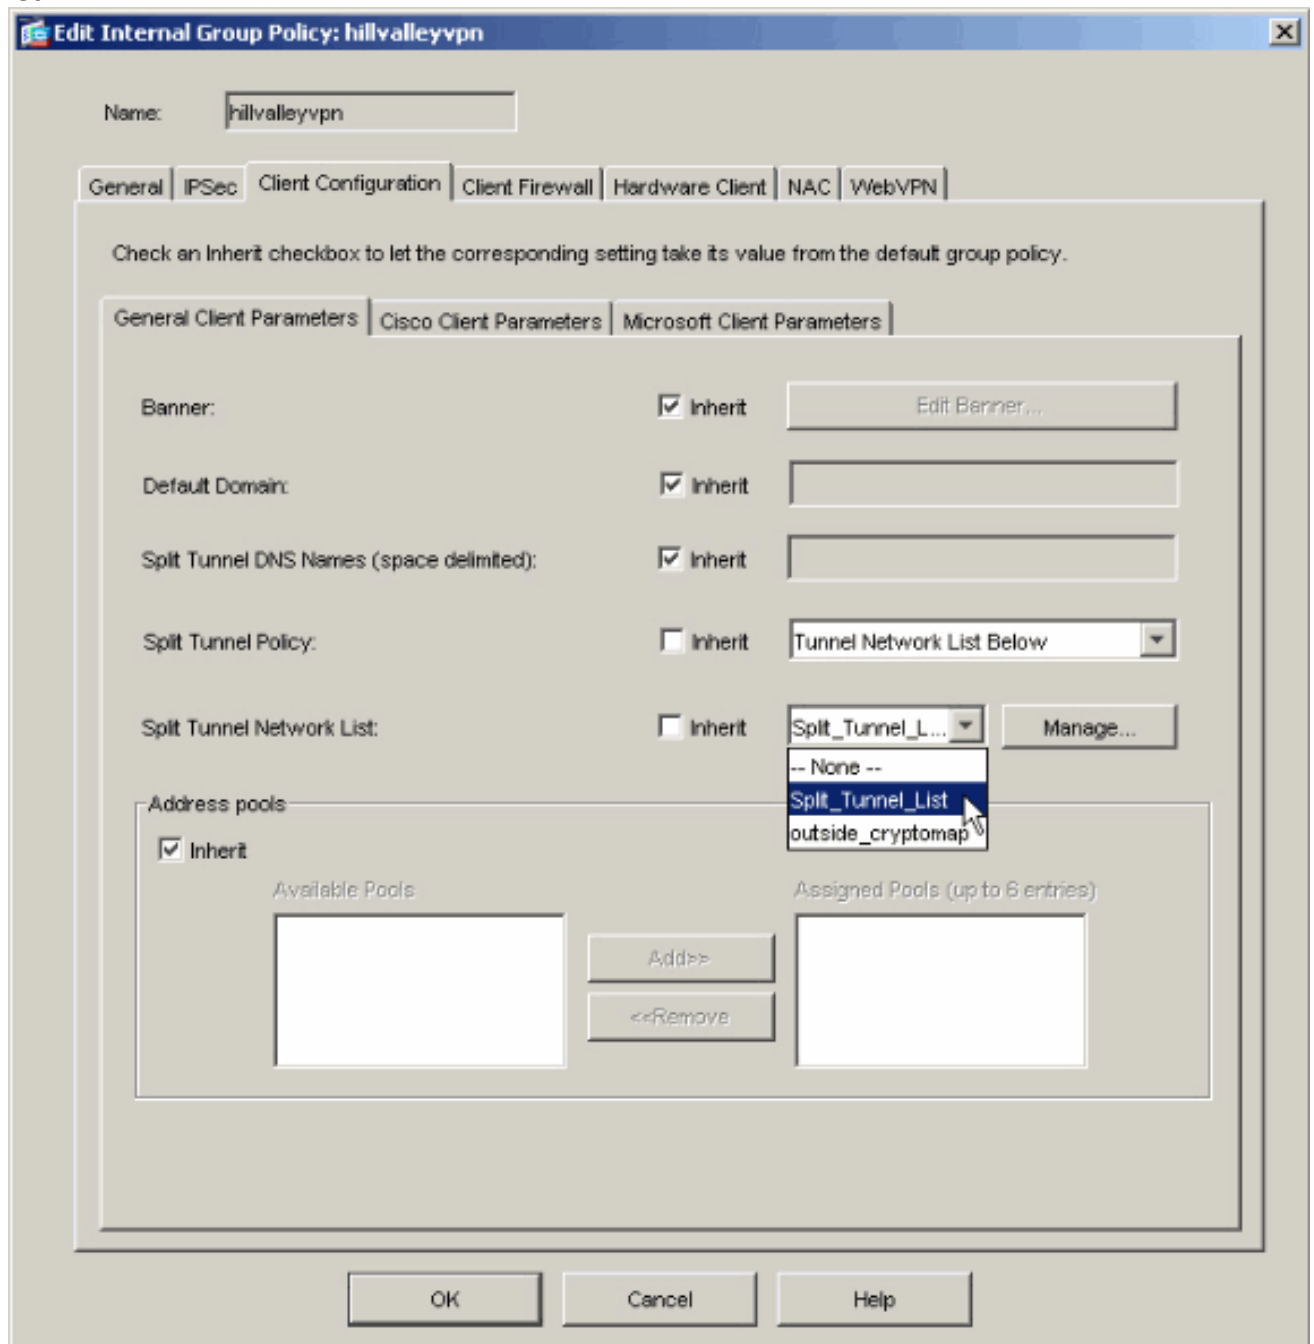 Edit Internal Group Policy: hillvalleyvpn
Name: hillvalleyvpn
General IPSec Client Configuration Client Firewall Hardware Client NAC WebVPN
Check an Inherit checkbox to let the corresponding setting take its value from the default group policy.
General Client Parameters Cisco Client Parameters Microsoft Client Parameters
Banner: Inherit Edit Banner...
Default Domain: Inherit
Split Tunnel DNS Names (space delimited): Inherit
Split Tunnel Policy: Inherit Tunnel Network List Below
Split Tunnel Network List: Inherit Split_Tunnel_L... Manage...
-- None --
Split_Tunnel_List
outside_cryptomap
Address pools
Inherit
Available Pools Assigned Pools (up to 6 entries)
Add>>
<<Remove
OK Cancel Help